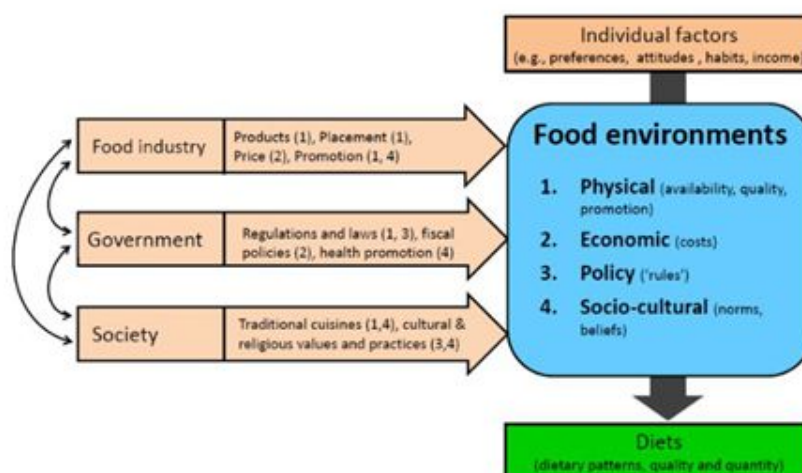 Individual factors
(e.g., preferences, attitudes , habits, income)
Food industry
Products (1), Placement (1),
Price (2), Promotion (1, 4)
Government
Regulations and laws (1, 3), fiscal
policies (2), health promotion (4)
Society
Traditional cuisines (1,4), cultural &
religious values and practices (3,4)
Food environments
1. Physical (availability, quality,
promotion)
2. Economic (costs)
3. Policy ('rules')
4. Socio-cultural (norms,
beliefs)
Diets
(dietary patterns, quality and quantity)